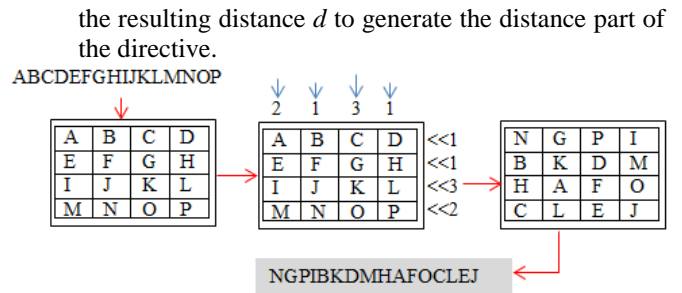 the resulting distance d to generate the distance part of
the directive.
ABCDEFGHIJKLMNOP
2 1 3 1
A B C D
E F G H
I J K L
M N O P
A B C D <<1
E F G H <<1
I J K L <<3
M N O P <<2
N G P I
B K D M
H A F O
C L E J
NGPIBKDMHAFOCLEJ